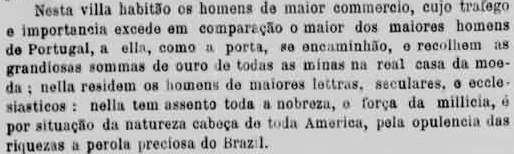 Nesta villa habitão os homens de maior commercio, cujo trafego
e importancia excede em comparação o maior dos maiores homens
de Portugal, a ella, como a porta, se encaminhão, e recolhem as
grandiosas sommas de ouro de todas as minas na real casa da moe-
da ; nella residem os homens de maiores lettras, seculares, e eccle-
siasticos : nella tem assento toda a nobreza, e força da millicia, é
por situação da natureza cabeça de toda America, pela opulencia das
riquezas a perola preciosa do Brazil.